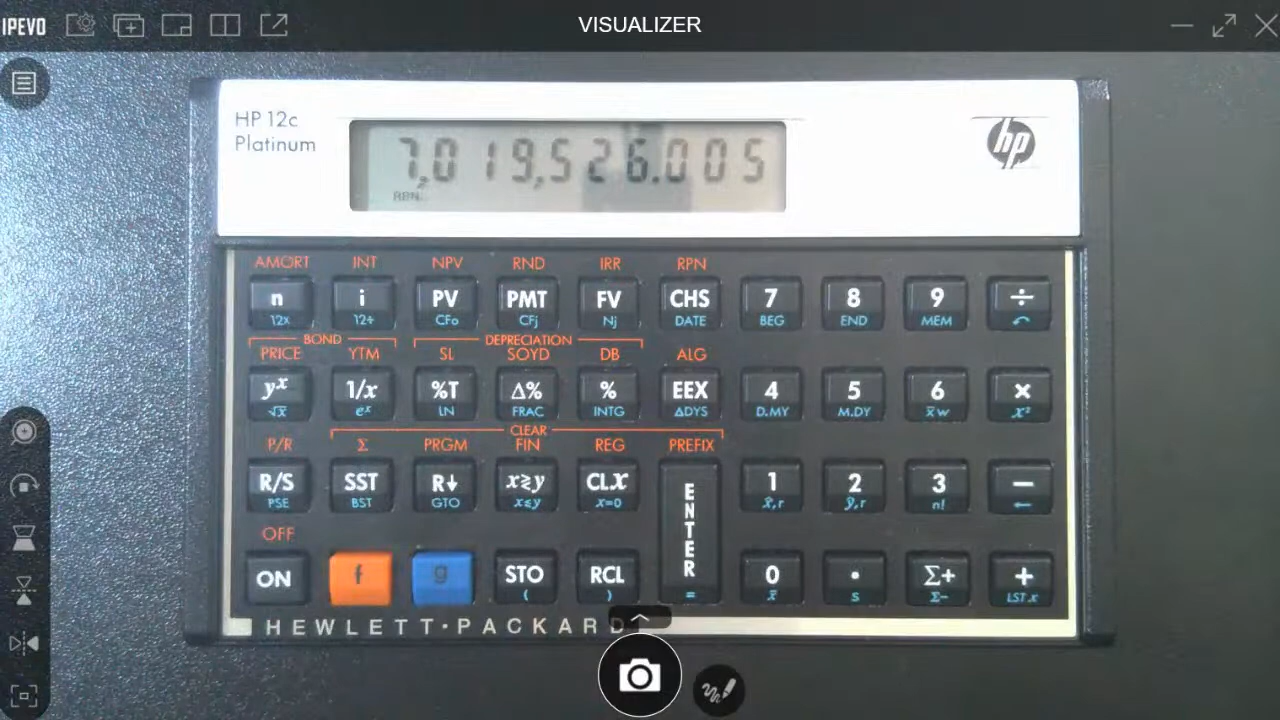 IPEVO
VISUALIZER
HP 12c
Platinum
7,019,526.005
RPN
hp
AMORT INT NPV RND IRR RPN
n i PV PMT FV CHS 7 8 9 ÷
12x 12÷ CFo CFj Nj DATE BEG END MEM
BOND DEPRECIATION
PRICE YTM SL SOYD DB ALG
yˣ 1/x %T Δ% % EEX 4 5 6 ×
√x eˣ LN FRAC INTG ΔDYS D.MY M.DY x̄w x²
CLEAR
P/R Σ PRGM FIN REG PREFIX
R/S SST R↓ x≷y CLX ENTER 1 2 3 −
PSE BST GTO x≤y x=0 x̂,r ŷ,r n! ←
OFF
ON f g STO RCL 0 . Σ+ +
( ) = x̄ s Σ− LST x
HEWLETT·PACKARD